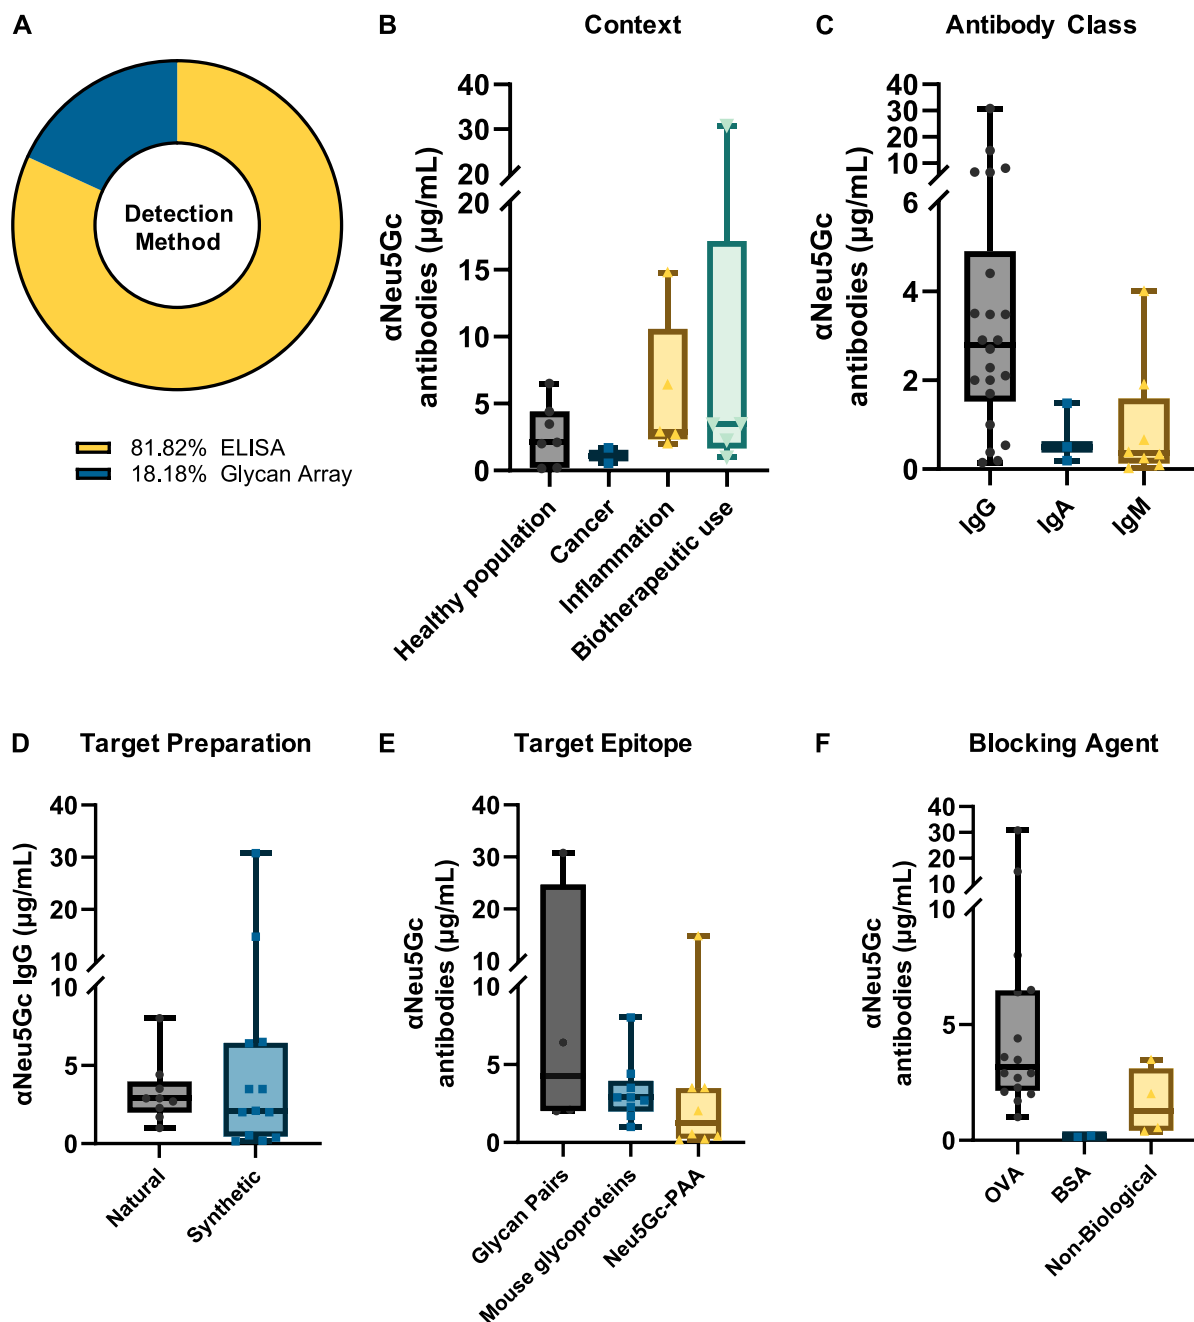 A
Detection
Method
81.82% ELISA
18.18% Glycan Array
B
Context
αNeu5Gc
antibodies (μg/mL)
40
30
20
20
15
10
5
0
Healthy population
Cancer
Inflammation
Biotherapeutic use
C
Antibody Class
αNeu5Gc
antibodies (μg/mL)
40
30
20
10
6
4
2
0
IgG
IgA
IgM
D
Target Preparation
αNeu5Gc IgG (μg/mL)
40
30
20
10
10
5
0
Natural
Synthetic
E
Target Epitope
αNeu5Gc
antibodies (μg/mL)
40
30
20
10
10
5
0
Glycan Pairs
Mouse glycoproteins
Neu5Gc-PAA
F
Blocking Agent
αNeu5Gc
antibodies (μg/mL)
40
30
20
10
10
5
0
OVA
BSA
Non-Biological